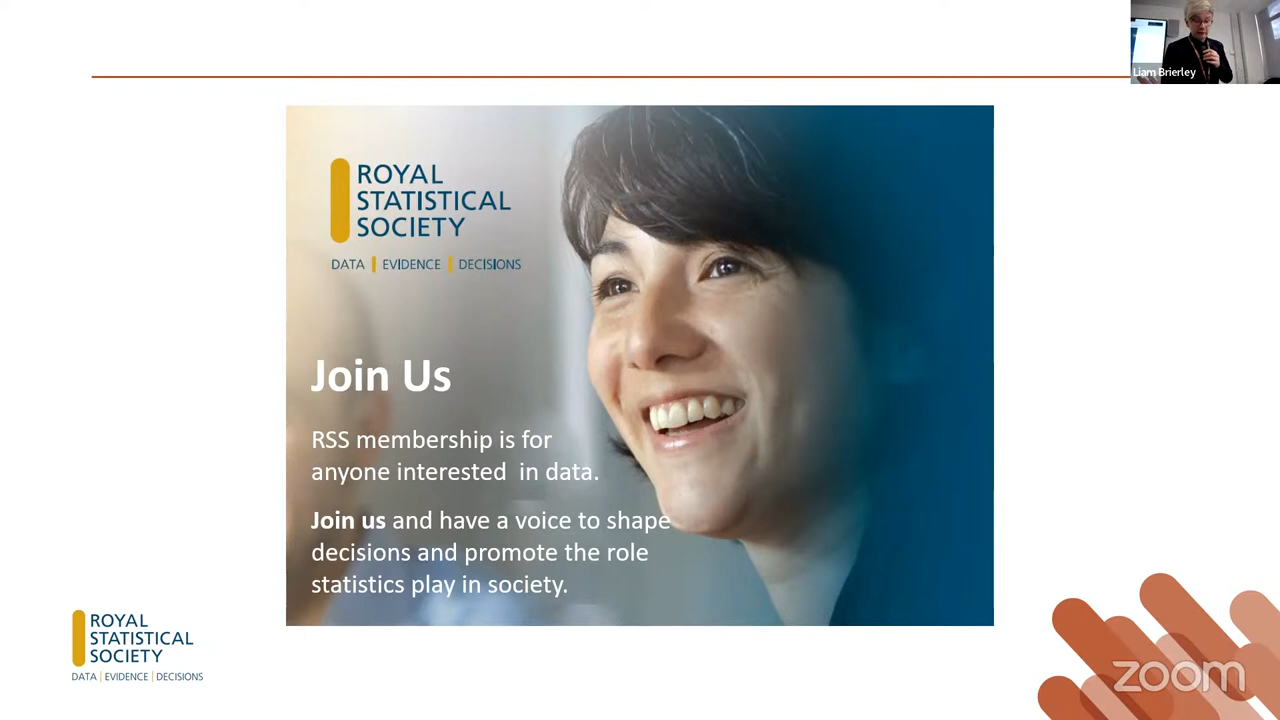 Liam Brierley
ROYAL
STATISTICAL
SOCIETY
DATA | EVIDENCE | DECISIONS
Join Us
RSS membership is for
anyone interested in data.
Join us and have a voice to shape
decisions and promote the role
statistics play in society.
ROYAL
STATISTICAL
SOCIETY
DATA | EVIDENCE | DECISIONS
zoom